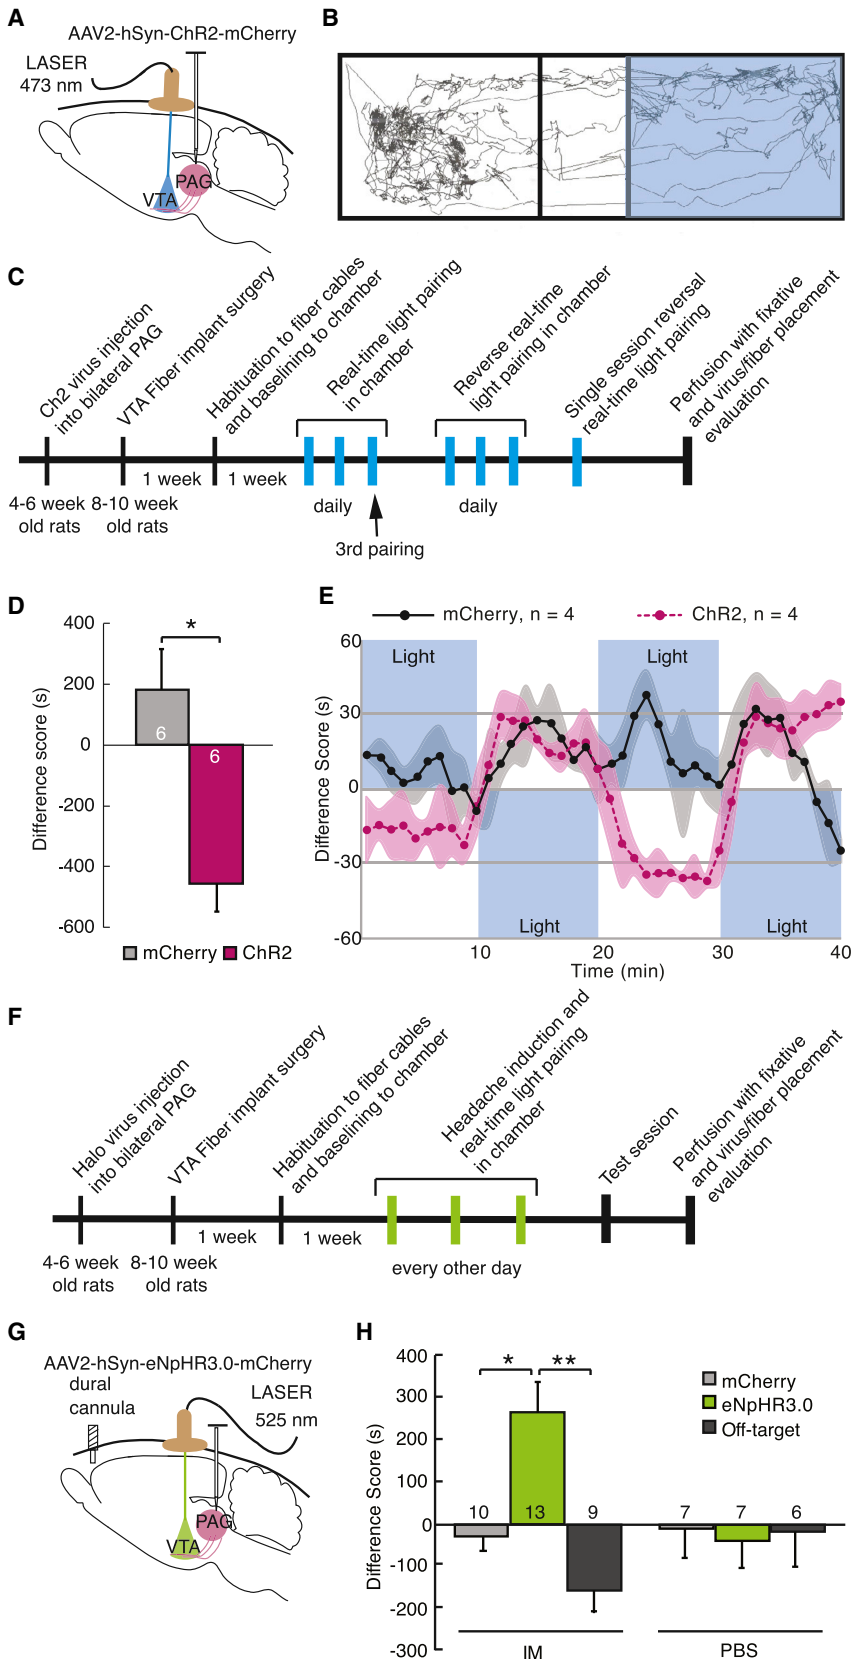 A
AAV2-hSyn-ChR2-mCherry
LASER
473 nm
VTA
PAG
B
C
Ch2 virus injection
into bilateral PAG
VTA Fiber implant surgery
Habituation to fiber cables
and baselining to chamber
Real-time light pairing
in chamber
Reverse real-time
light pairing in chamber
Single session reversal
real-time light pairing
Perfusion with fixative
and virus/fiber placement
evaluation
1 week
1 week
4-6 week
old rats
8-10 week
old rats
daily
daily
3rd pairing
D
400
200
0
-200
-400
-600
Difference score (s)
*
6
6
mCherry
ChR2
E
mCherry, n = 4
ChR2, n = 4
60
30
0
-30
-60
Difference Score (s)
Light
Light
Light
Light
10
20
30
40
Time (min)
F
Halo virus injection
into bilateral PAG
VTA Fiber implant surgery
Habituation to fiber cables
and baselining to chamber
Headache induction and
real-time light pairing
in chamber
Test session
Perfusion with fixative
and virus/fiber placement
evaluation
1 week
1 week
4-6 week
old rats
8-10 week
old rats
every other day
G
AAV2-hSyn-eNpHR3.0-mCherry
dural
cannula
LASER
525 nm
PAG
VTA
H
400
300
200
100
0
-100
-200
-300
Difference Score (s)
*
**
mCherry
eNpHR3.0
Off-target
10
13
9
7
7
6
IM
PBS